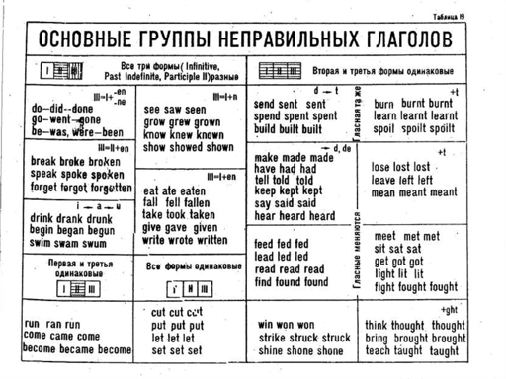 Таблица 19
ОСНОВНЫЕ ГРУППЫ НЕПРАВИЛЬНЫХ ГЛАГОЛОВ
I II III
Все три формы( Infinitive,
Past indefinite, Participle II)разные
III=I+-en
-ne
do-did--done
go-went-gone
be-was, were-been
III=II+en
break broke broken
speak spoke spoken
forget forgot forgotten
i → a → u
drink drank drunk
begin began begun
swim swam swum
III=I+n
see saw seen
grow grew grown
know knew known
show showed shown
III=I+en
eat ate eaten
fall fell fallen
take took taken
give gave given
write wrote written
Вторая и третья формы одинаковые
d → t
send sent sent
spend spent spent
build built built
Гласная та же
+t
burn burnt burnt
learn learnt learnt
spoil spoilt spoilt
→ d, de
make made made
have had had
tell told told
keep kept kept
say said said
hear heard heard
+t
lose lost lost
leave left left
mean meant meant
Гласные меняются
feed fed fed
lead led led
read read read
find found found
meet met met
sit sat sat
get got got
light lit lit
fight fought fought
Первая и третья
одинаковые
I II III
run ran run
come came come
become became become
Все формы одинаковые
I II III
cut cut cut
put put put
let let let
set set set
win won won
strike struck struck
shine shone shone
+ght
think thought thought
bring brought brought
teach taught taught